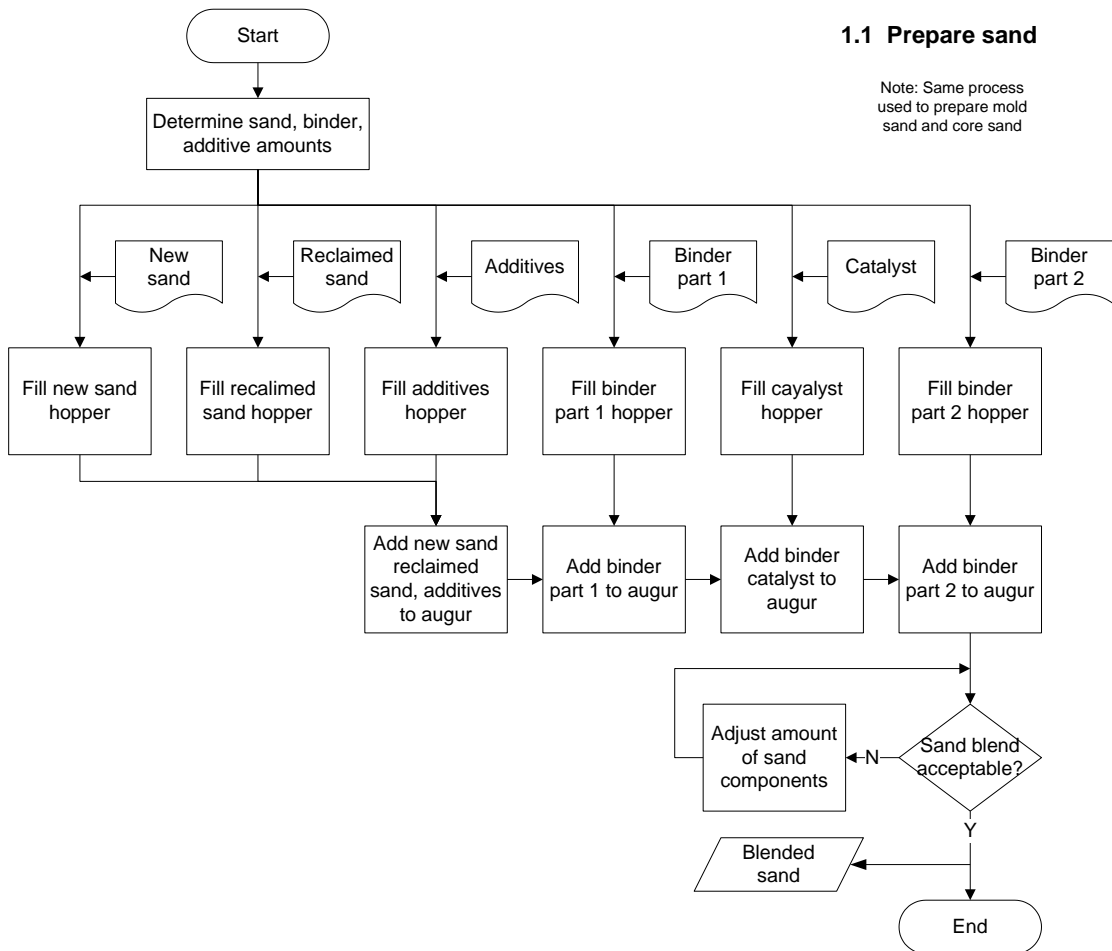 Start
1.1 Prepare sand
Note: Same process
used to prepare mold
sand and core sand
Determine sand, binder,
additive amounts
New
sand
Reclaimed
sand
Additives
Binder
part 1
Catalyst
Binder
part 2
Fill new sand
hopper
Fill recalimed
sand hopper
Fill additives
hopper
Fill binder
part 1 hopper
Fill cayalyst
hopper
Fill binder
part 2 hopper
Add new sand
reclaimed
sand, additives
to augur
Add binder
part 1 to augur
Add binder
catalyst to
augur
Add binder
part 2 to augur
Adjust amount
of sand
components
N
Sand blend
acceptable?
Y
Blended
sand
End